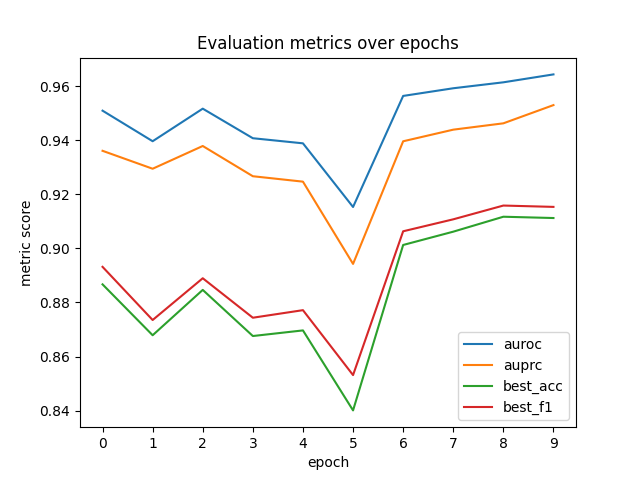 Evaluation metrics over epochs
metric score
0.96
0.94
0.92
0.90
0.88
0.86
0.84
auroc
auprc
best_acc
best_f1
0 1 2 3 4 5 6 7 8 9
epoch